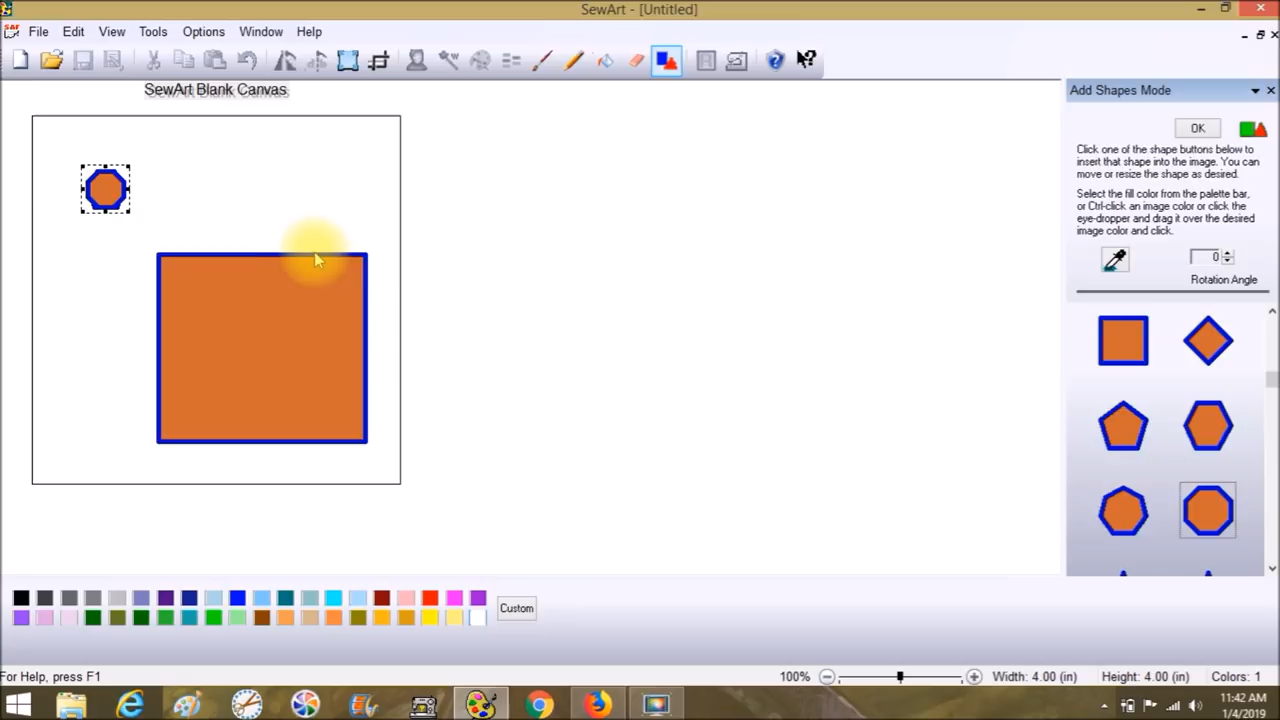 SewArt - [Untitled]
File Edit View Tools Options Window Help
SewArt Blank Canvas
Add Shapes Mode
OK
Click one of the shape buttons below to
insert that shape into the image. You can
move or resize the shape as desired.
Select the fill color from the palette bar,
or Ctrl-click an image color or click the
eye-dropper and drag it over the desired
image color and click.
0
Rotation Angle
Custom
For Help, press F1
100%
Width: 4.00 (in)
Height: 4.00 (in)
Colors: 1
11:42 AM
1/4/2019